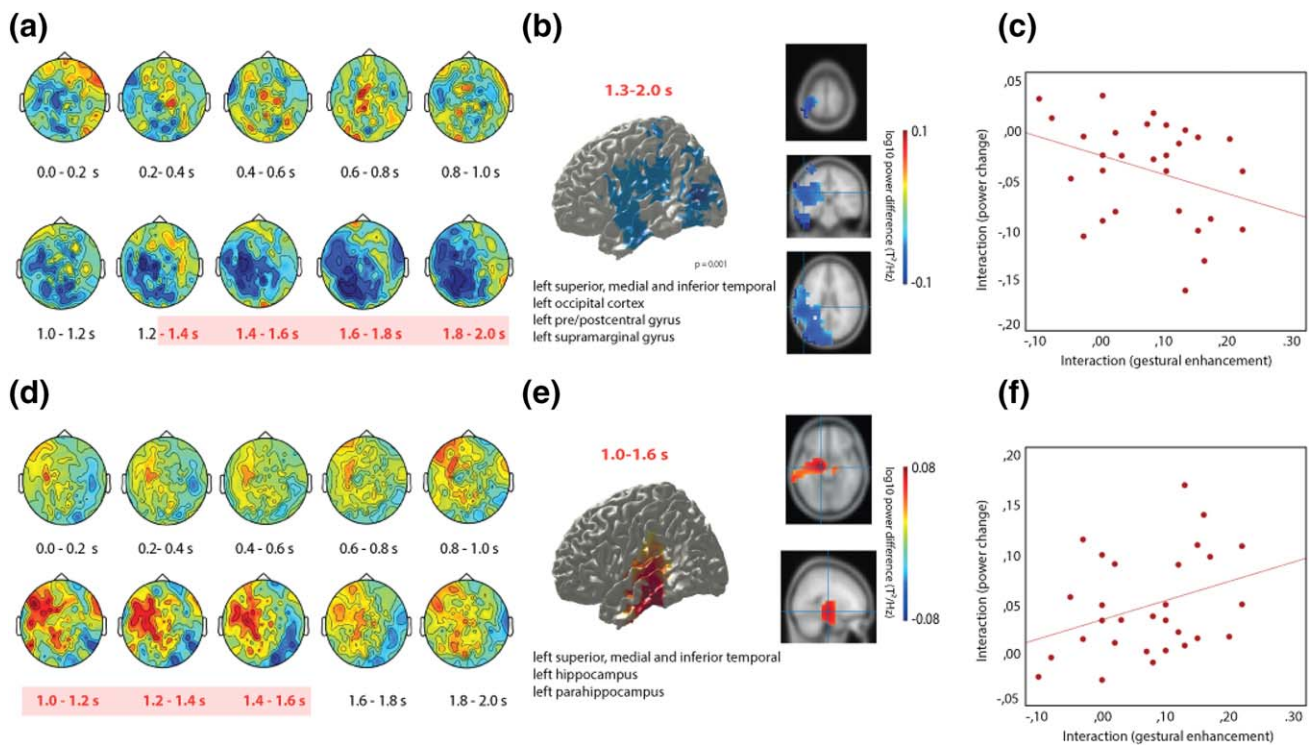 (a)
0.0 - 0.2 s
0.2- 0.4 s
0.4 - 0.6 s
0.6 - 0.8 s
0.8 - 1.0 s
1.0 - 1.2 s
1.2 - 1.4 s
1.4 - 1.6 s
1.6 - 1.8 s
1.8 - 2.0 s
(b)
1.3-2.0 s
p = 0.001
left superior, medial and inferior temporal
left occipital cortex
left pre/postcentral gyrus
left supramarginal gyrus
0.1
log10 power difference (T²/Hz)
-0.1
(c)
,05
,00
-,05
-,10
-,15
-,20
Interaction (power change)
-,10
,00
,10
,20
.30
Interaction (gestural enhancement)
(d)
0.0 - 0.2 s
0.2- 0.4 s
0.4 - 0.6 s
0.6 - 0.8 s
0.8 - 1.0 s
1.0 - 1.2 s
1.2 - 1.4 s
1.4 - 1.6 s
1.6 - 1.8 s
1.8 - 2.0 s
(e)
1.0-1.6 s
left superior, medial and inferior temporal
left hippocampus
left parahippocampus
0.08
log10 power difference (T²/Hz)
-0.08
(f)
,20
,15
,10
,05
,00
-,05
Interaction (power change)
-,10
,00
,10
,20
.30
Interaction (gestural enhancement)